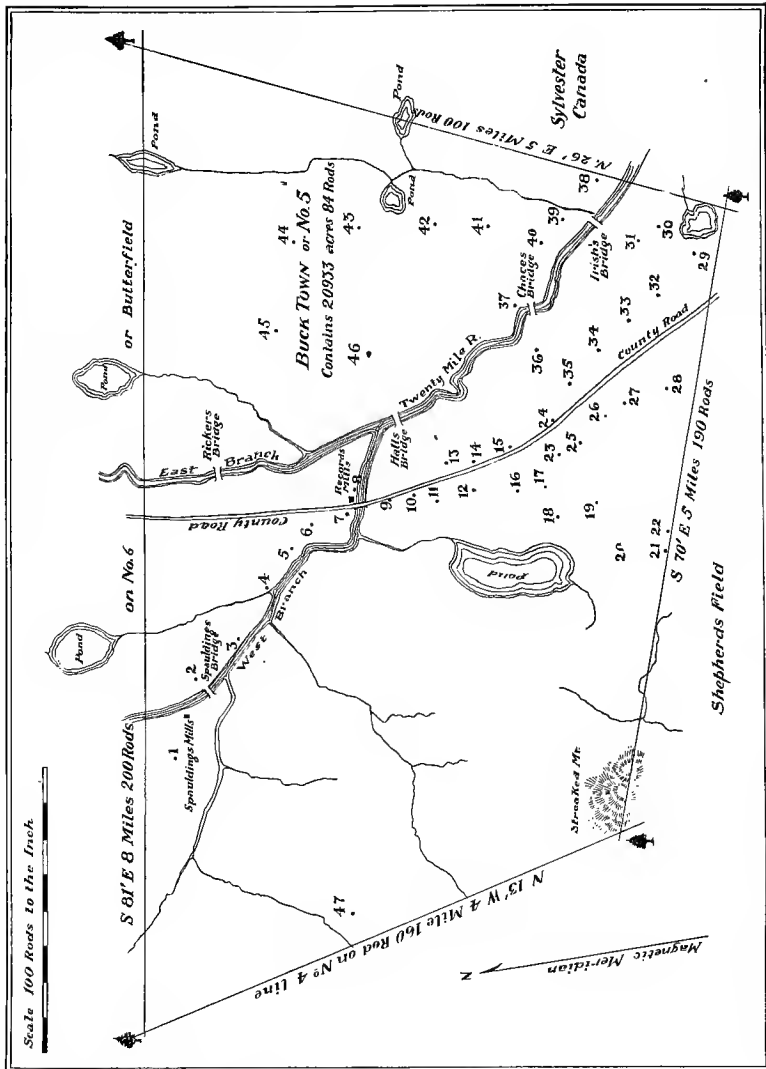 Scale 100 Rods to the Inch
S 81' E 8 Miles 200 Rods
on No. 6
or Butterfield
Pond
Pond
Pond
Pond
Pond
Pond
BUCK TOWN or No. 5
Contains 20933 acres 84 Rods
N. 26' E 5 Miles 100 Rods
Sylvester
Canada
Spauldings Mills
Spauldings
Bridge
West
Branch
County Road
East
Branch
Rickers
Bridge
Records
Mills
Halls
Bridge
Twenty Mile R.
Chaces
Bridge
Irish's
Bridge
County Road
Streaked Mt.
S 70' E 5 Miles 190 Rods
Shepherds Field
N 13' W 4 Mile 160 Rod on No 4 Line
Magnetic Meridian
N
1
2
3
4
5
6
7
8
9
10
11
12
13
14
15
16
17
18
19
20
21
22
23
24
25
26
27
28
29
30
31
32
33
34
35
36
37
38
39
40
41
42
43
44
45
46
47